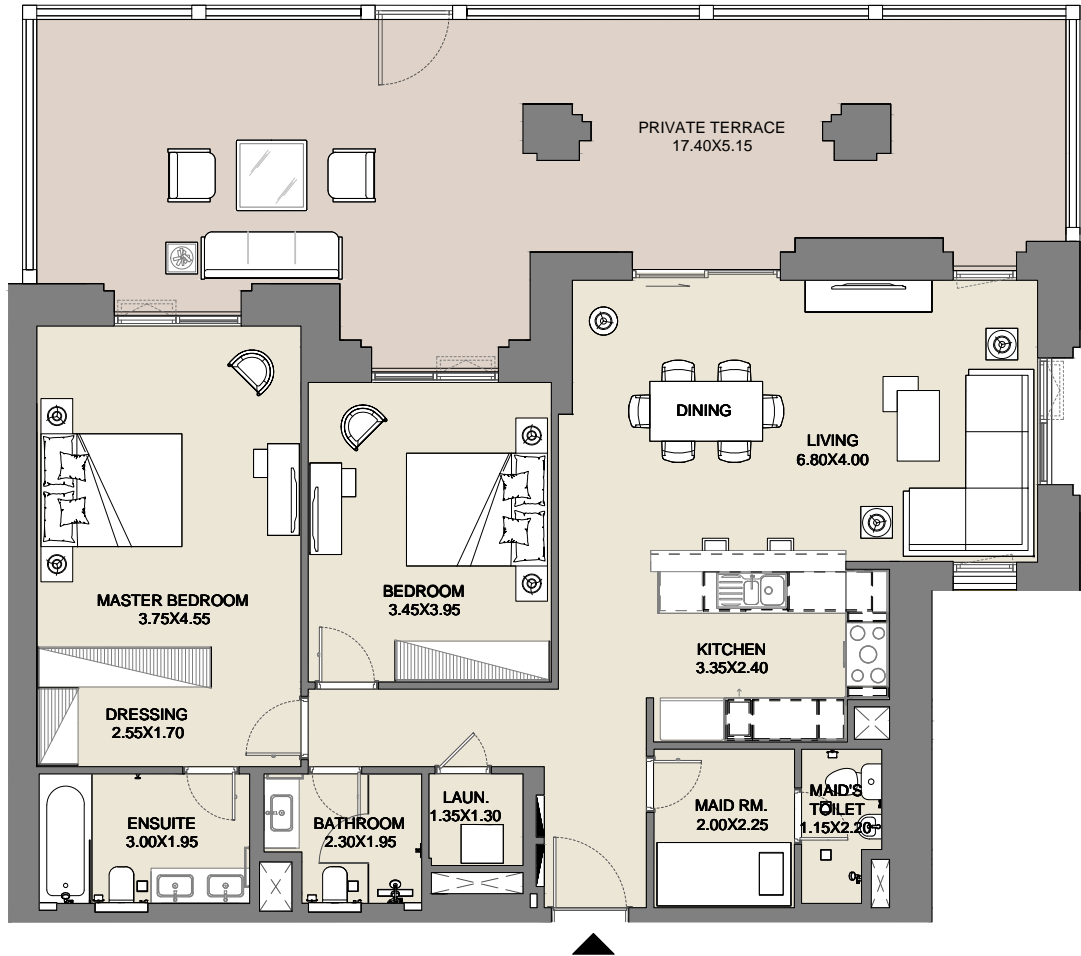 PRIVATE TERRACE
17.40X5.15
DINING
LIVING
6.80X4.00
MASTER BEDROOM
3.75X4.55
BEDROOM
3.45X3.95
KITCHEN
3.35X2.40
DRESSING
2.55X1.70
ENSUITE
3.00X1.95
BATHROOM
2.30X1.95
LAUN.
1.35X1.30
MAID RM.
2.00X2.25
MAID'S
TOILET
1.15X2.20